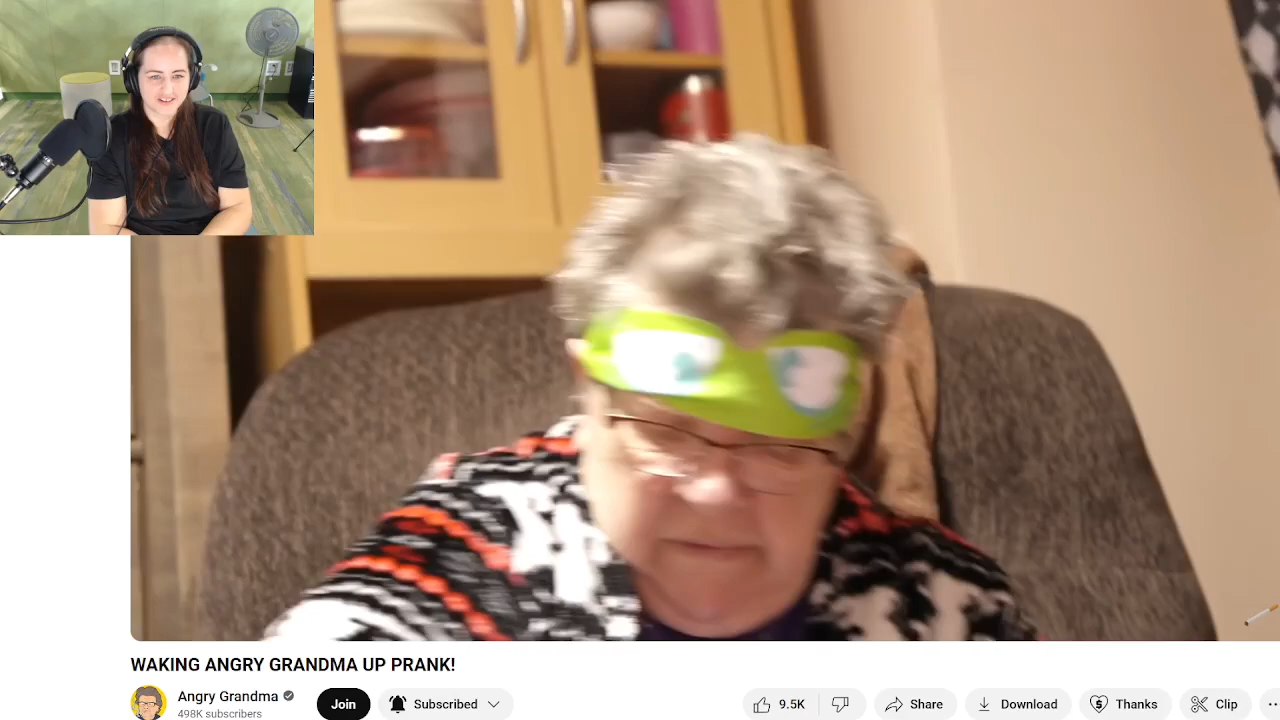 WAKING ANGRY GRANDMA UP PRANK!
Angry Grandma
498K subscribers
Join
Subscribed
9.5K
Share
Download
Thanks
Clip